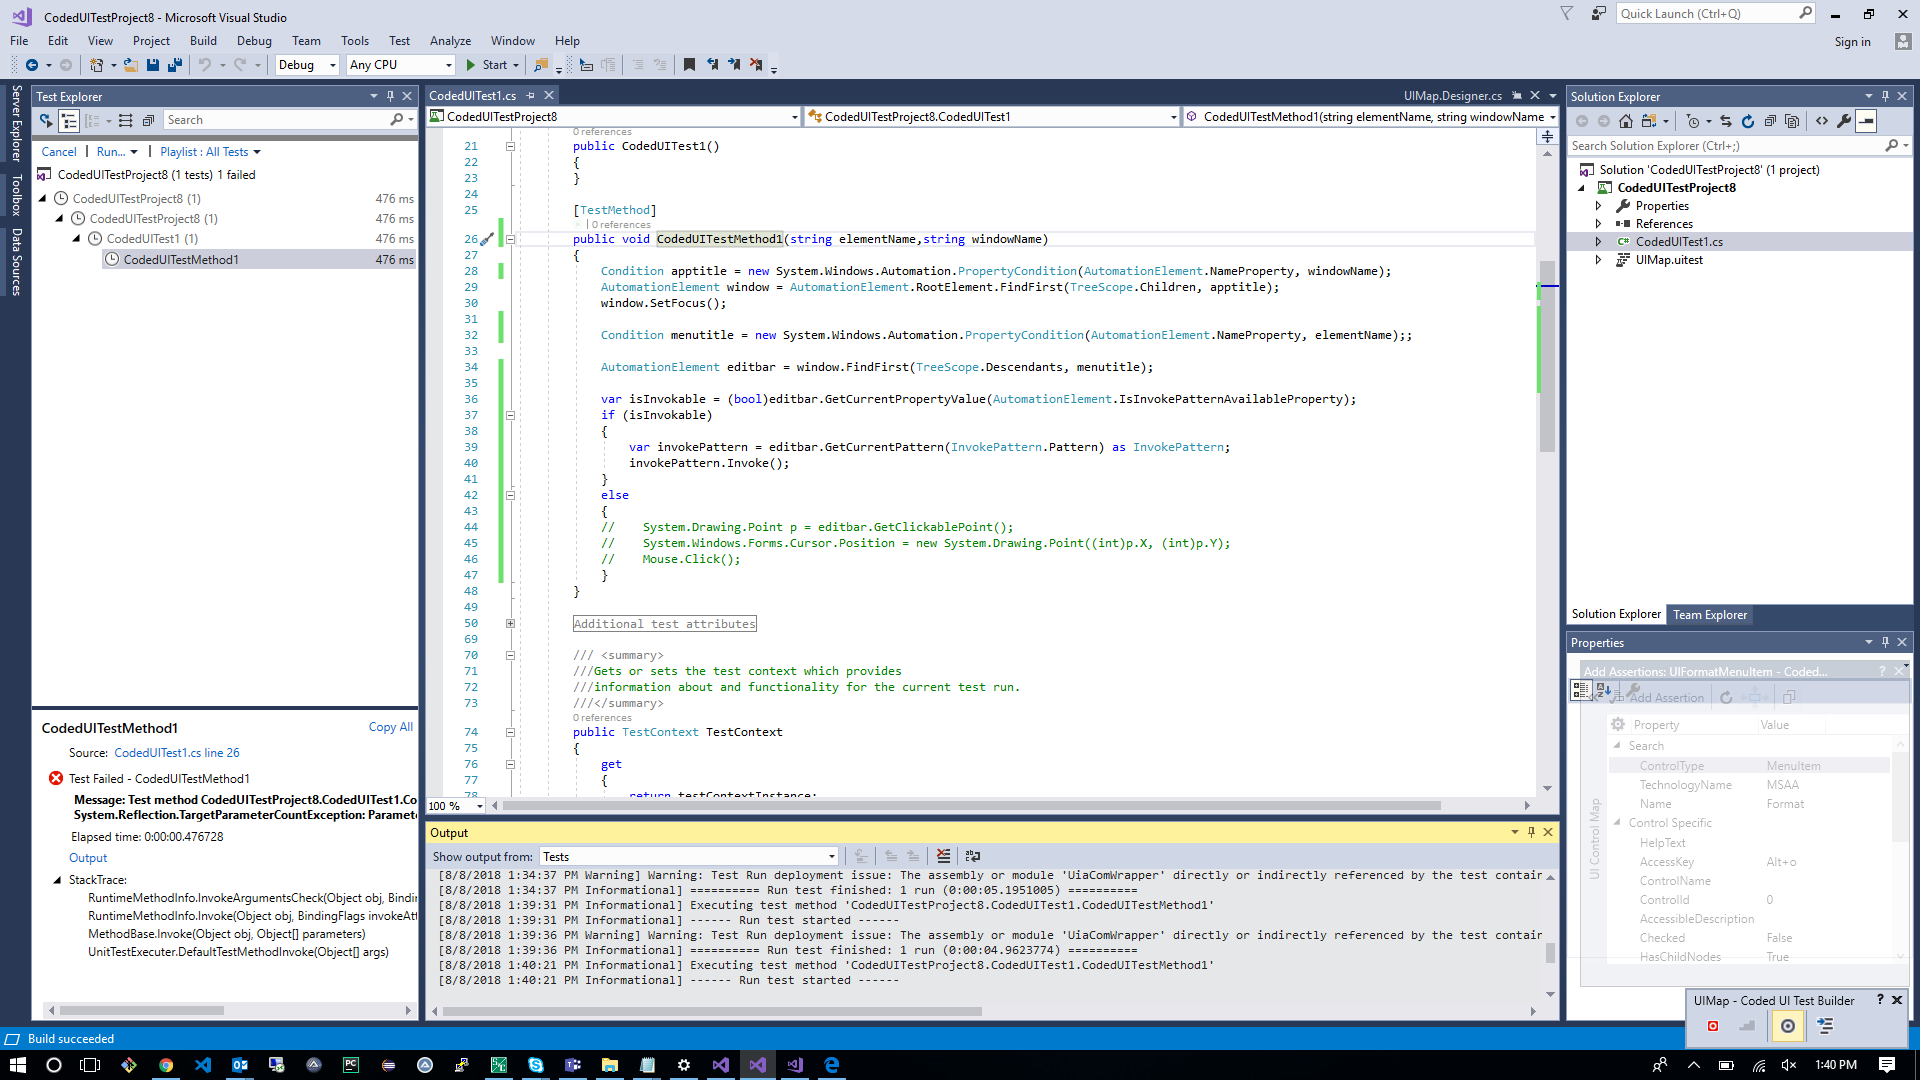 CodedUITestProject8 - Microsoft Visual Studio
Quick Launch (Ctrl+Q)
File Edit View Project Build Debug Team Tools Test Analyze Window Help
Sign in
Debug Any CPU Start
Server Explorer
Toolbox
Data Sources
Test Explorer
Search
Cancel | Run... | Playlist : All Tests
CodedUITestProject8 (1 tests) 1 failed
CodedUITestProject8 (1) 476 ms
CodedUITestProject8 (1) 476 ms
CodedUITest1 (1) 476 ms
CodedUITestMethod1 476 ms
CodedUITestMethod1
Copy All
Source: CodedUITest1.cs line 26
Test Failed - CodedUITestMethod1
Message: Test method CodedUITestProject8.CodedUITest1.Co
System.Reflection.TargetParameterCountException: Parame
Elapsed time: 0:00:00.476728
Output
StackTrace:
RuntimeMethodInfo.InvokeArgumentsCheck(Object obj, Bindin
RuntimeMethodInfo.Invoke(Object obj, BindingFlags invokeAtt
MethodBase.Invoke(Object obj, Object[] parameters)
UnitTestExecuter.DefaultTestMethodInvoke(Object[] args)
CodedUITest1.cs
UIMap.Designer.cs
CodedUITestProject8
CodedUITestProject8.CodedUITest1
CodedUITestMethod1(string elementName, string windowName
0 references
21 public CodedUITest1()
22 {
23 }
24
25 [TestMethod]
| 0 references
26 public void CodedUITestMethod1(string elementName,string windowName)
27 {
28 Condition apptitle = new System.Windows.Automation.PropertyCondition(AutomationElement.NameProperty, windowName);
29 AutomationElement window = AutomationElement.RootElement.FindFirst(TreeScope.Children, apptitle);
30 window.SetFocus();
31
32 Condition menutitle = new System.Windows.Automation.PropertyCondition(AutomationElement.NameProperty, elementName);;
33
34 AutomationElement editbar = window.FindFirst(TreeScope.Descendants, menutitle);
35
36 var isInvokable = (bool)editbar.GetCurrentPropertyValue(AutomationElement.IsInvokePatternAvailableProperty);
37 if (isInvokable)
38 {
39 var invokePattern = editbar.GetCurrentPattern(InvokePattern.Pattern) as InvokePattern;
40 invokePattern.Invoke();
41 }
42 else
43 {
44 // System.Drawing.Point p = editbar.GetClickablePoint();
45 // System.Windows.Forms.Cursor.Position = new System.Drawing.Point((int)p.X, (int)p.Y);
46 // Mouse.Click();
47 }
48 }
49
50 Additional test attributes
69
70 /// <summary>
71 ///Gets or sets the test context which provides
72 ///information about and functionality for the current test run.
73 ///</summary>
0 references
74 public TestContext TestContext
75 {
76 get
77 {
78 return testContextInstance;
100 %
Output
Show output from: Tests
[8/8/2018 1:34:37 PM Warning] Warning: Test Run deployment issue: The assembly or module 'UiaComWrapper' directly or indirectly referenced by the test contain
[8/8/2018 1:34:37 PM Informational] ========== Run test finished: 1 run (0:00:05.1951005) ==========
[8/8/2018 1:39:31 PM Informational] Executing test method 'CodedUITestProject8.CodedUITest1.CodedUITestMethod1'
[8/8/2018 1:39:31 PM Informational] ------ Run test started ------
[8/8/2018 1:39:36 PM Warning] Warning: Test Run deployment issue: The assembly or module 'UiaComWrapper' directly or indirectly referenced by the test contain
[8/8/2018 1:39:36 PM Informational] ========== Run test finished: 1 run (0:00:04.9623774) ==========
[8/8/2018 1:40:21 PM Informational] Executing test method 'CodedUITestProject8.CodedUITest1.CodedUITestMethod1'
[8/8/2018 1:40:21 PM Informational] ------ Run test started ------
Solution Explorer
Search Solution Explorer (Ctrl+;)
Solution 'CodedUITestProject8' (1 project)
CodedUITestProject8
Properties
References
C# CodedUITest1.cs
UIMap.uitest
Solution Explorer Team Explorer
Properties
Add Assertions: UIFormatMenuItem - Coded...
Add Assertion
UI Control Map
Property Value
Search
ControlType MenuItem
TechnologyName MSAA
Name Format
Control Specific
HelpText
AccessKey Alt+o
ControlName
ControlId 0
AccessibleDescription
Checked False
HasChildNodes True
UIMap - Coded UI Test Builder
Build succeeded
1:40 PM